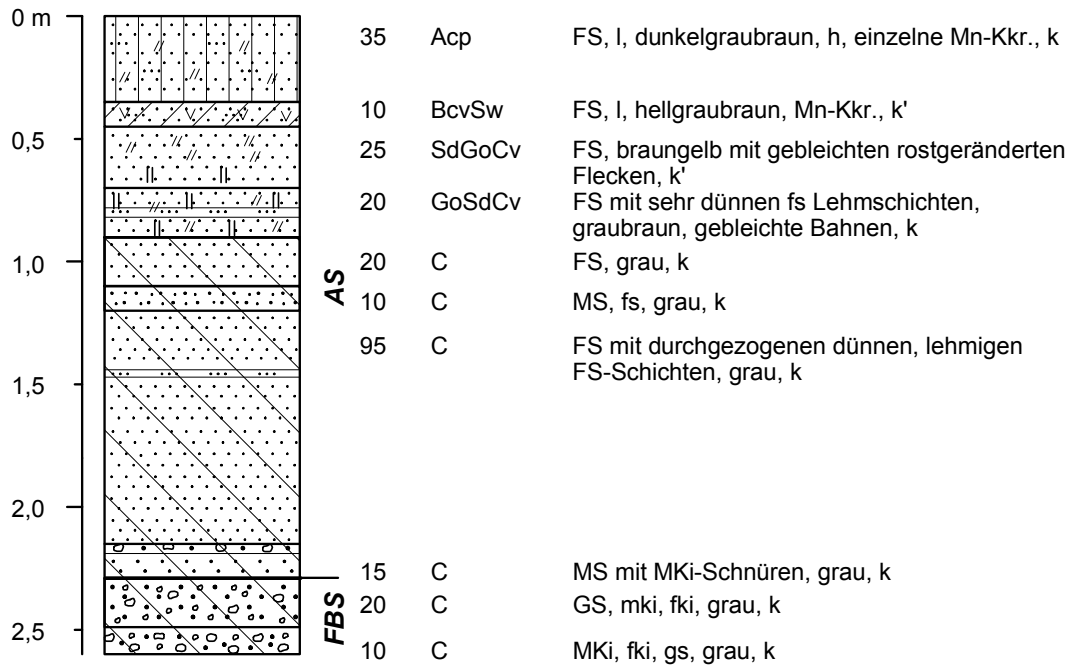 0 m
35 Acp FS, l, dunkelgraubraun, h, einzelne Mn-Kkr., k
10 BcvSw FS, l, hellgraubraun, Mn-Kkr., k'
0,5
25 SdGoCv FS, braungelb mit gebleichten rostgeränderten
Flecken, k'
20 GoSdCv FS mit sehr dünnen fs Lehmschichten,
graubraun, gebleichte Bahnen, k
1,0
20 C FS, grau, k
AS
10 C MS, fs, grau, k
95 C FS mit durchgezogenen dünnen, lehmigen
FS-Schichten, grau, k
1,5
2,0
15 C MS mit MKi-Schnüren, grau, k
20 C GS, mki, fki, grau, k
FBS
2,5
10 C MKi, fki, gs, grau, k